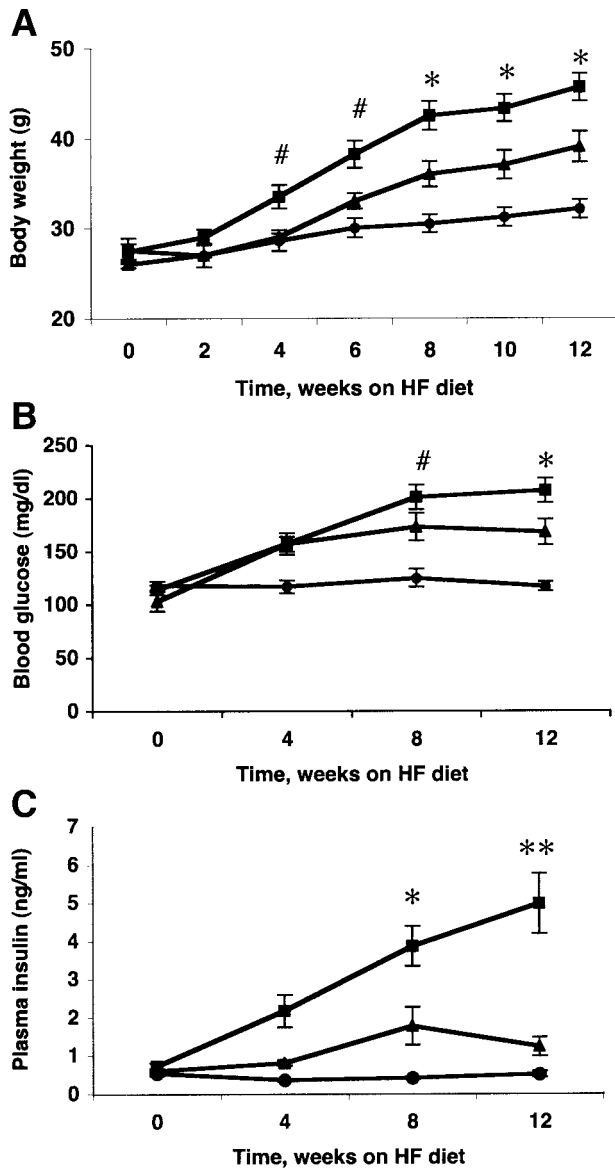 A
Body weight (g)
50
40
30
20
# # * * *
0 2 4 6 8 10 12
Time, weeks on HF diet
B
Blood glucose (mg/dl)
250
200
150
100
50
0
# *
0 4 8 12
Time, weeks on HF diet
C
Plasma insulin (ng/ml)
7
6
5
4
3
2
1
0
* **
0 4 8 12
Time, weeks on HF diet